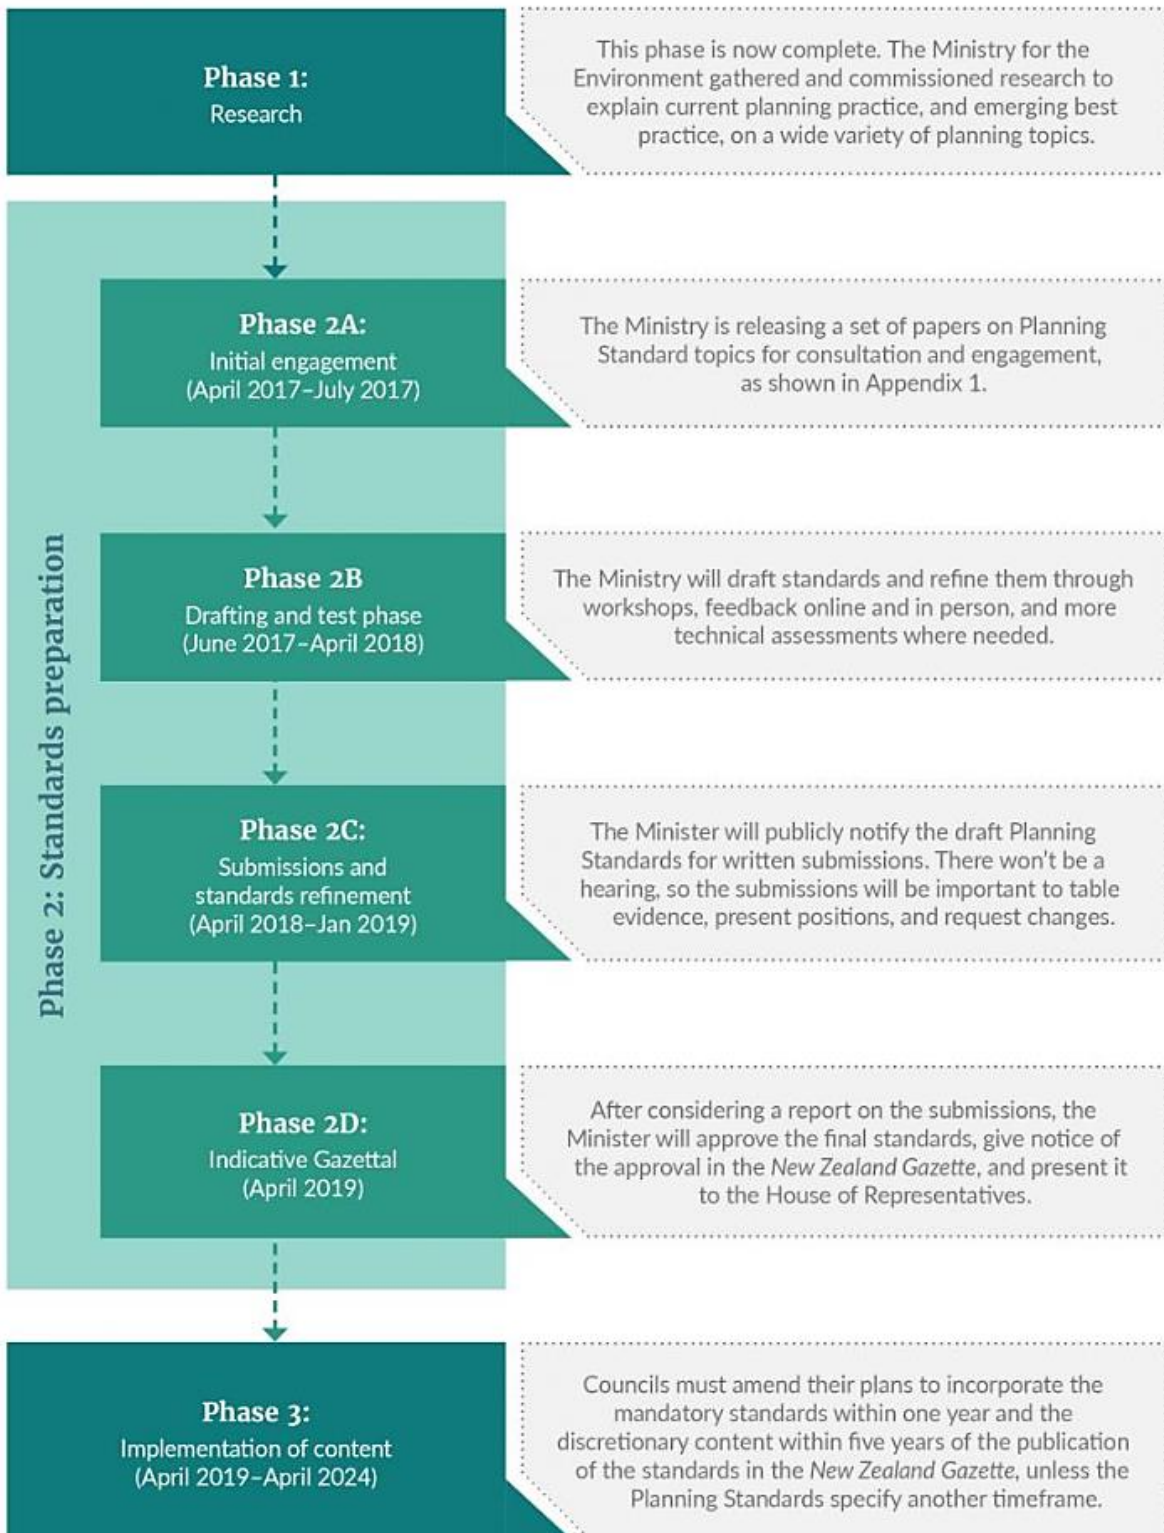 Phase 1:
Research
This phase is now complete. The Ministry for the
Environment gathered and commissioned research to
explain current planning practice, and emerging best
practice, on a wide variety of planning topics.
Phase 2: Standards preparation
Phase 2A:
Initial engagement
(April 2017–July 2017)
The Ministry is releasing a set of papers on Planning
Standard topics for consultation and engagement,
as shown in Appendix 1.
Phase 2B
Drafting and test phase
(June 2017–April 2018)
The Ministry will draft standards and refine them through
workshops, feedback online and in person, and more
technical assessments where needed.
Phase 2C:
Submissions and
standards refinement
(April 2018–Jan 2019)
The Minister will publicly notify the draft Planning
Standards for written submissions. There won't be a
hearing, so the submissions will be important to table
evidence, present positions, and request changes.
Phase 2D:
Indicative Gazettal
(April 2019)
After considering a report on the submissions, the
Minister will approve the final standards, give notice of
the approval in the New Zealand Gazette, and present it
to the House of Representatives.
Phase 3:
Implementation of content
(April 2019–April 2024)
Councils must amend their plans to incorporate the
mandatory standards within one year and the
discretionary content within five years of the publication
of the standards in the New Zealand Gazette, unless the
Planning Standards specify another timeframe.